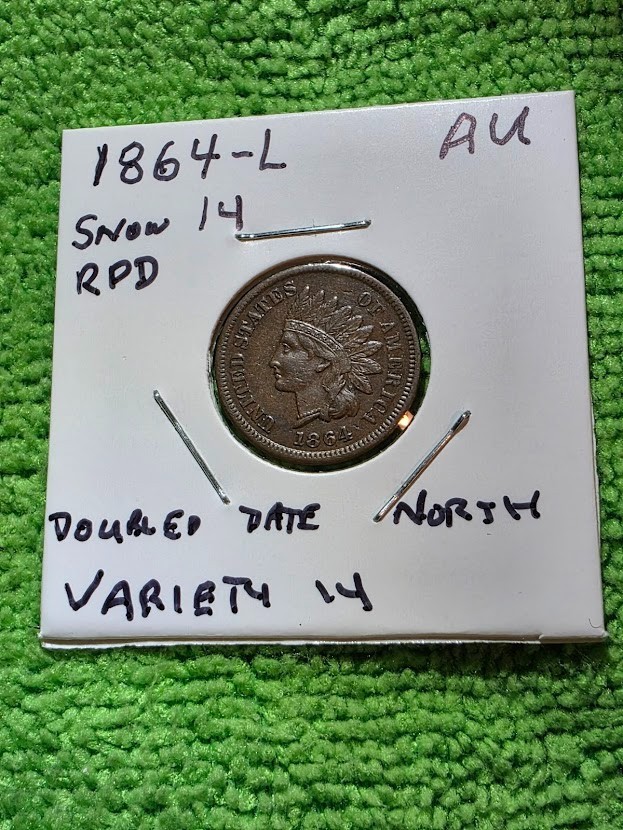 1864-L AU
SNOW 14
RPD
UNITED STATES OF AMERICA
1864
DOUBLED DATE NORTH
VARIETY 14